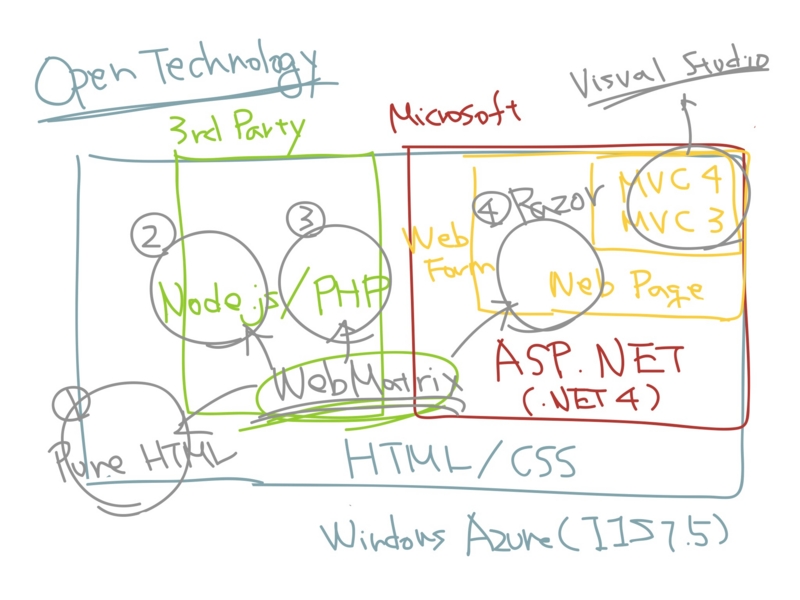 Open Technology
Visual Studio
Microsoft
3rd Party
MVC 4
④ Razor
MVC 3
② ③
Web Form
Node.js / PHP
Web Page
ASP.NET
(.NET 4)
WebMatrix
①
Pure HTML
HTML / CSS
Windows Azure (IIS 7.5)